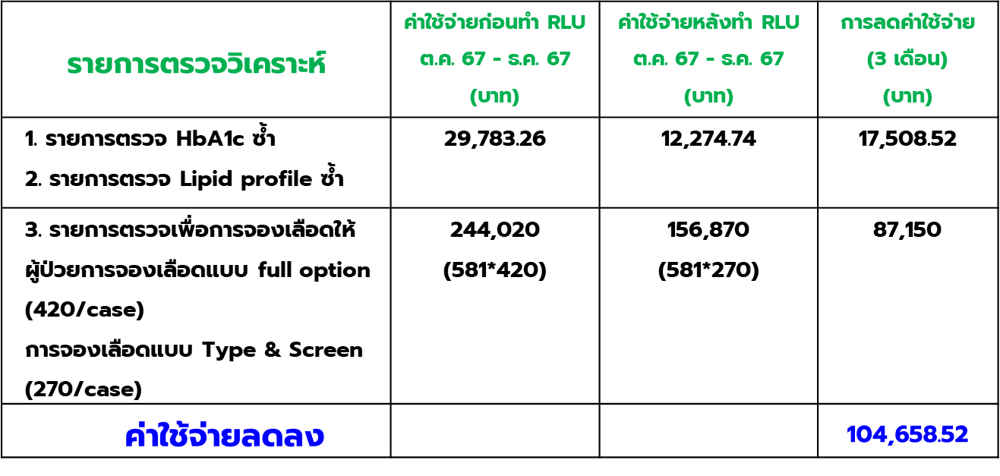 รายการตรวจวิเคราะห์
ค่าใช้จ่ายก่อนทำ RLU
ต.ค. 67 - ธ.ค. 67
(บาท)
ค่าใช้จ่ายหลังทำ RLU
ต.ค. 67 - ธ.ค. 67
(บาท)
การลดค่าใช้จ่าย
(3 เดือน)
(บาท)
1. รายการตรวจ HbA1c ซ้ำ
2. รายการตรวจ Lipid profile ซ้ำ
29,783.26
12,274.74
17,508.52
3. รายการตรวจเพื่อการจองเลือดให้
ผู้ป่วยการจองเลือดแบบ full option
(420/case)
การจองเลือดแบบ Type & Screen
(270/case)
244,020
(581*420)
156,870
(581*270)
87,150
ค่าใช้จ่ายลดลง
104,658.52